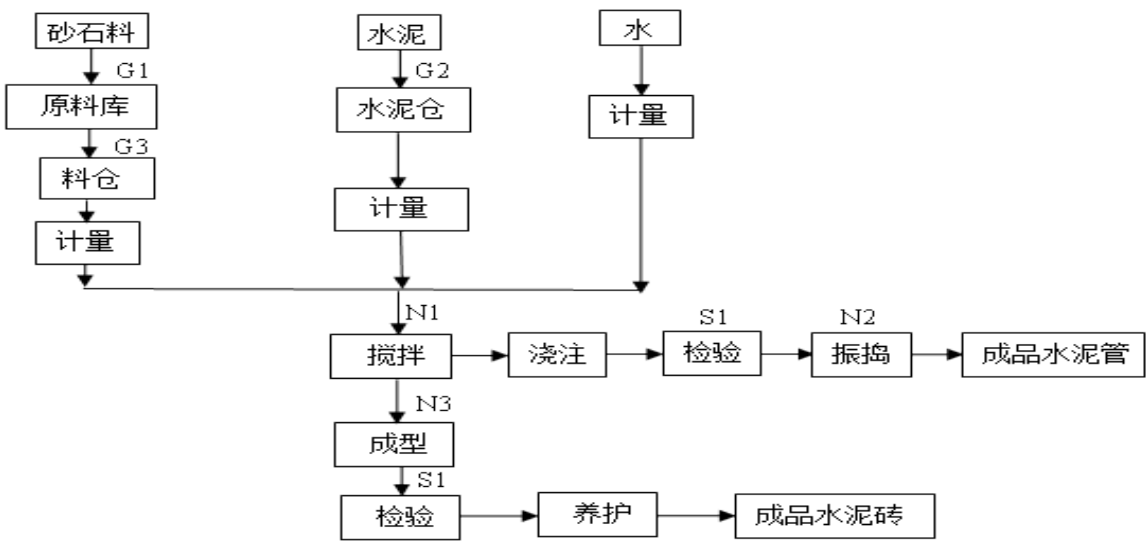 砂石料
水泥
水
G1
G2
原料库
水泥仓
计量
G3
料仓
计量
计量
N1
S1
N2
搅拌
浇注
检验
振捣
成品水泥管
N3
成型
S1
检验
养护
成品水泥砖